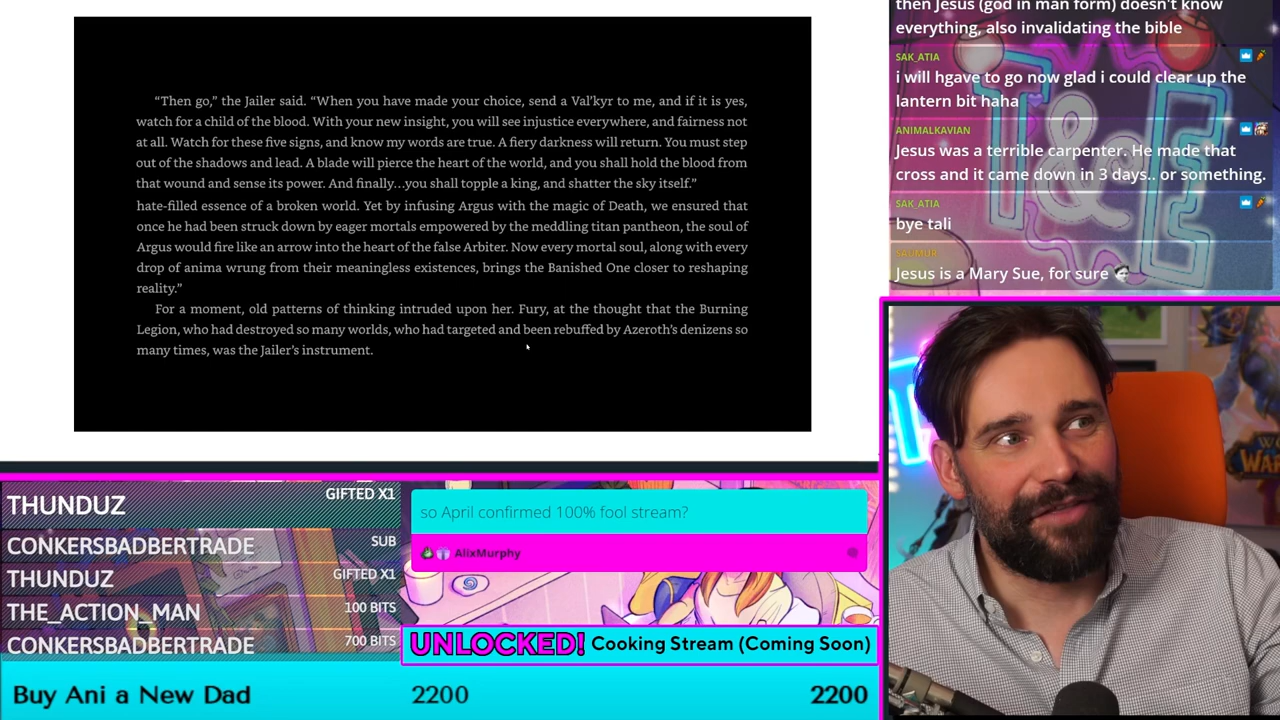 “Then go,” the Jailer said. “When you have made your choice, send a Val’kyr to me, and if it is yes,
watch for a child of the blood. With your new insight, you will see injustice everywhere, and fairness not
at all. Watch for these five signs, and know my words are true. A fiery darkness will return. You must step
out of the shadows and lead. A blade will pierce the heart of the world, and you shall hold the blood from
that wound and sense its power. And finally…you shall topple a king, and shatter the sky itself.”
hate-filled essence of a broken world. Yet by infusing Argus with the magic of Death, we ensured that
once he had been struck down by eager mortals empowered by the meddling titan pantheon, the soul of
Argus would fire like an arrow into the heart of the false Arbiter. Now every mortal soul, along with every
drop of anima wrung from their meaningless existences, brings the Banished One closer to reshaping
reality.”
For a moment, old patterns of thinking intruded upon her. Fury, at the thought that the Burning
Legion, who had destroyed so many worlds, who had targeted and been rebuffed by Azeroth’s denizens so
many times, was the Jailer’s instrument.
then Jesus (god in man form) doesn't know
everything, also invalidating the bible
SAK_ATIA
i will hgave to go now glad i could clear up the
lantern bit haha
ANIMALKAVIAN
Jesus was a terrible carpenter. He made that
cross and it came down in 3 days.. or something.
SAK_ATIA
bye tali
SAUMUR
Jesus is a Mary Sue, for sure
THUNDUZ GIFTED X1
CONKERSBADBERTRADE SUB
THUNDUZ GIFTED X1
THE_ACTION_MAN 100 BITS
CONKERSBADBERTRADE 700 BITS
so April confirmed 100% fool stream?
AlixMurphy
UNLOCKED! Cooking Stream (Coming Soon)
Buy Ani a New Dad 2200 2200